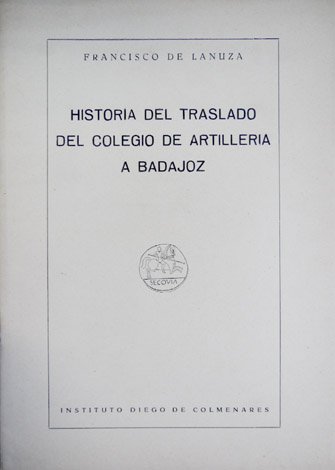 FRANCISCO DE LANUZA
HISTORIA DEL TRASLADO
DEL COLEGIO DE ARTILLERIA
A BADAJOZ
SEGOVIA
INSTITUTO DIEGO DE COLMENARES